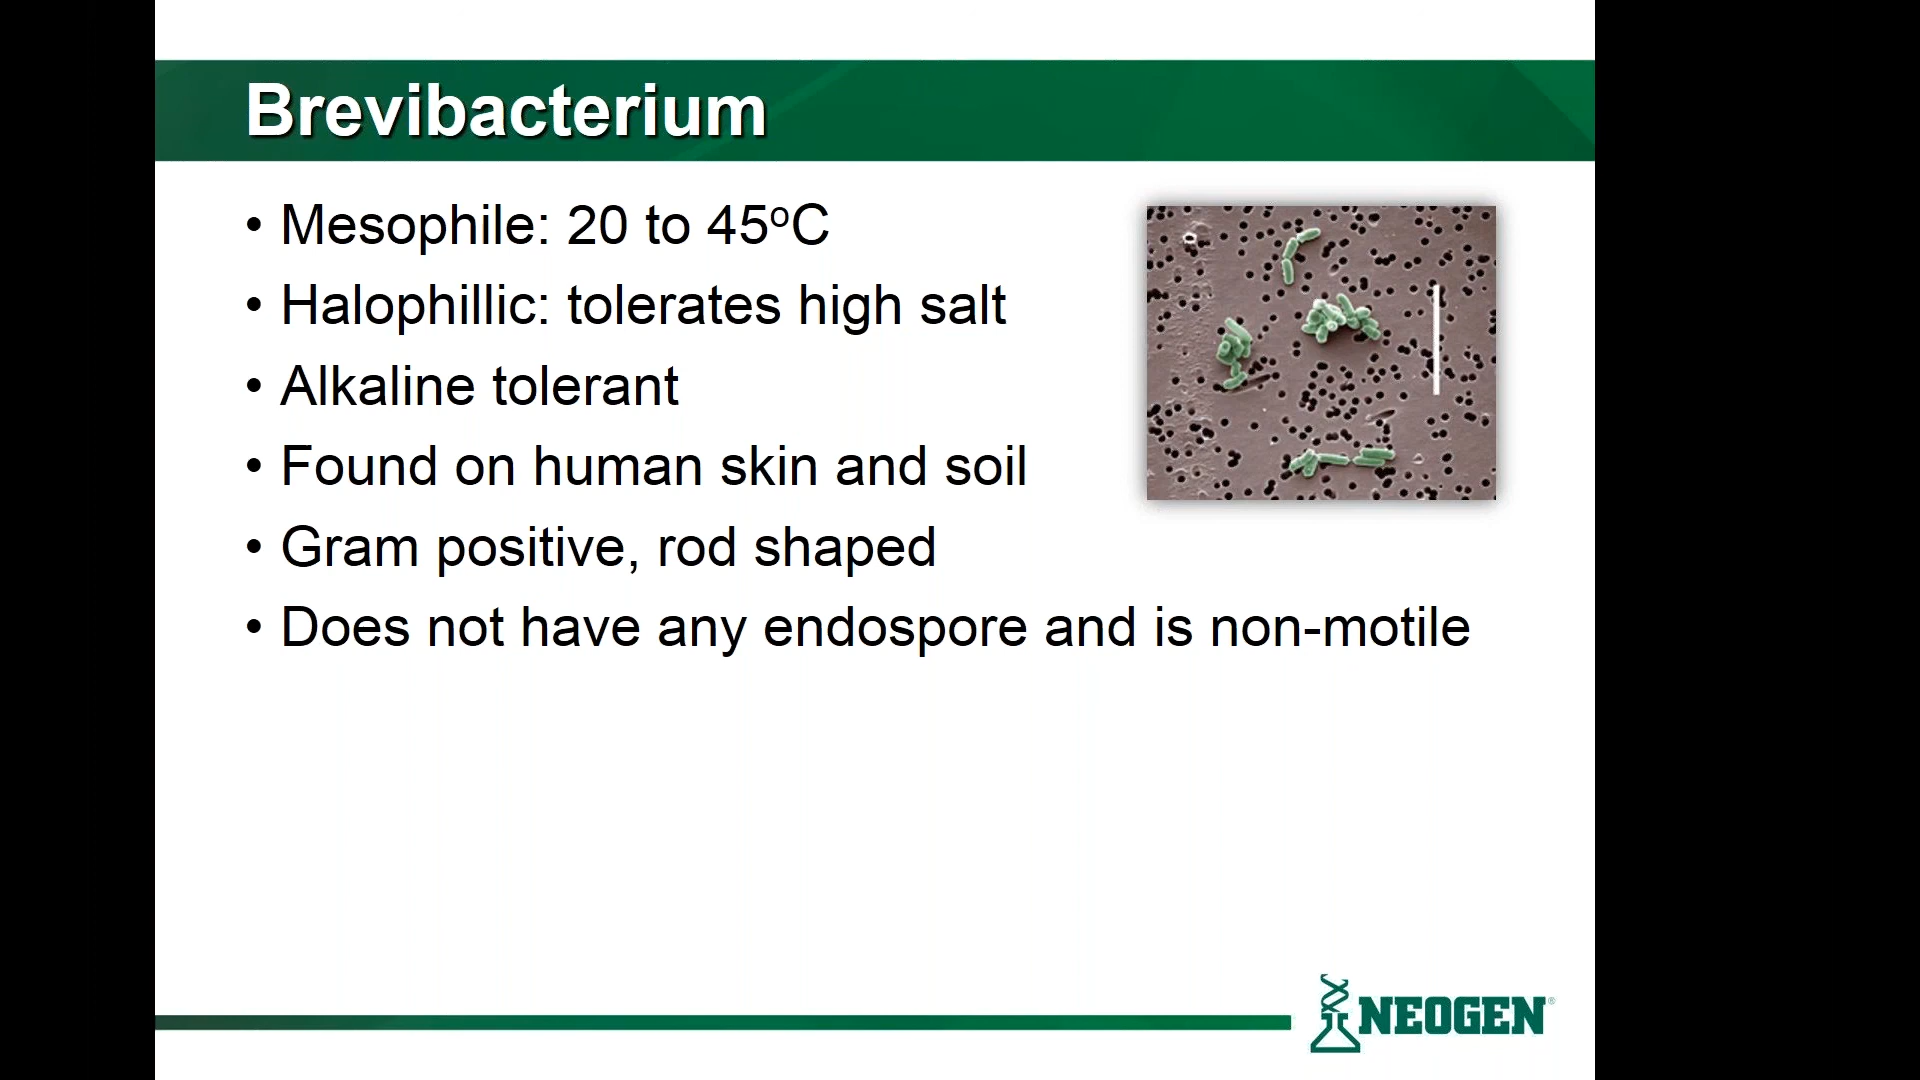 Brevibacterium
• Mesophile: 20 to 45ºC
• Halophillic: tolerates high salt
• Alkaline tolerant
• Found on human skin and soil
• Gram positive, rod shaped
• Does not have any endospore and is non-motile
NEOGEN®